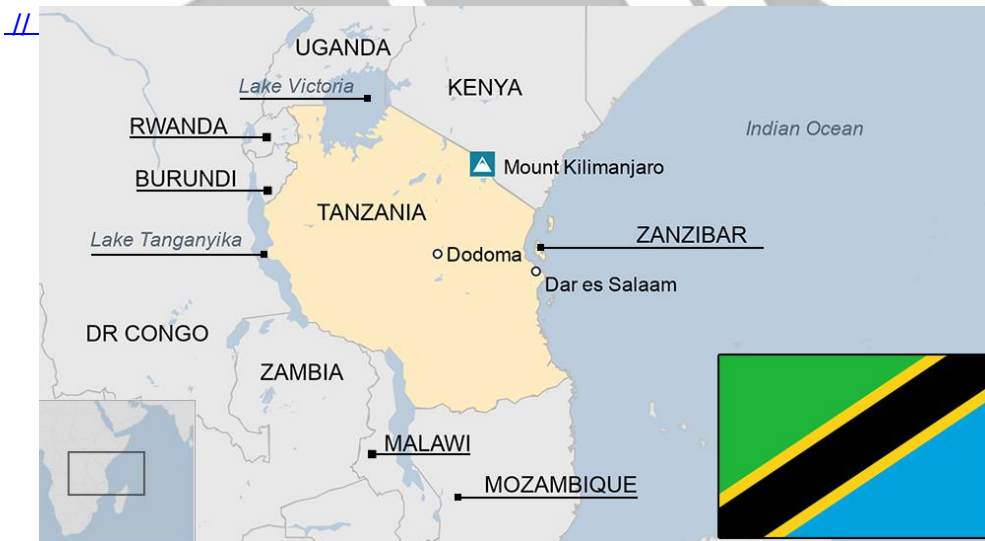 //
UGANDA
Lake Victoria
KENYA
RWANDA
Indian Ocean
Mount Kilimanjaro
BURUNDI
TANZANIA
Lake Tanganyika
ZANZIBAR
Dodoma
Dar es Salaam
DR CONGO
ZAMBIA
MALAWI
MOZAMBIQUE